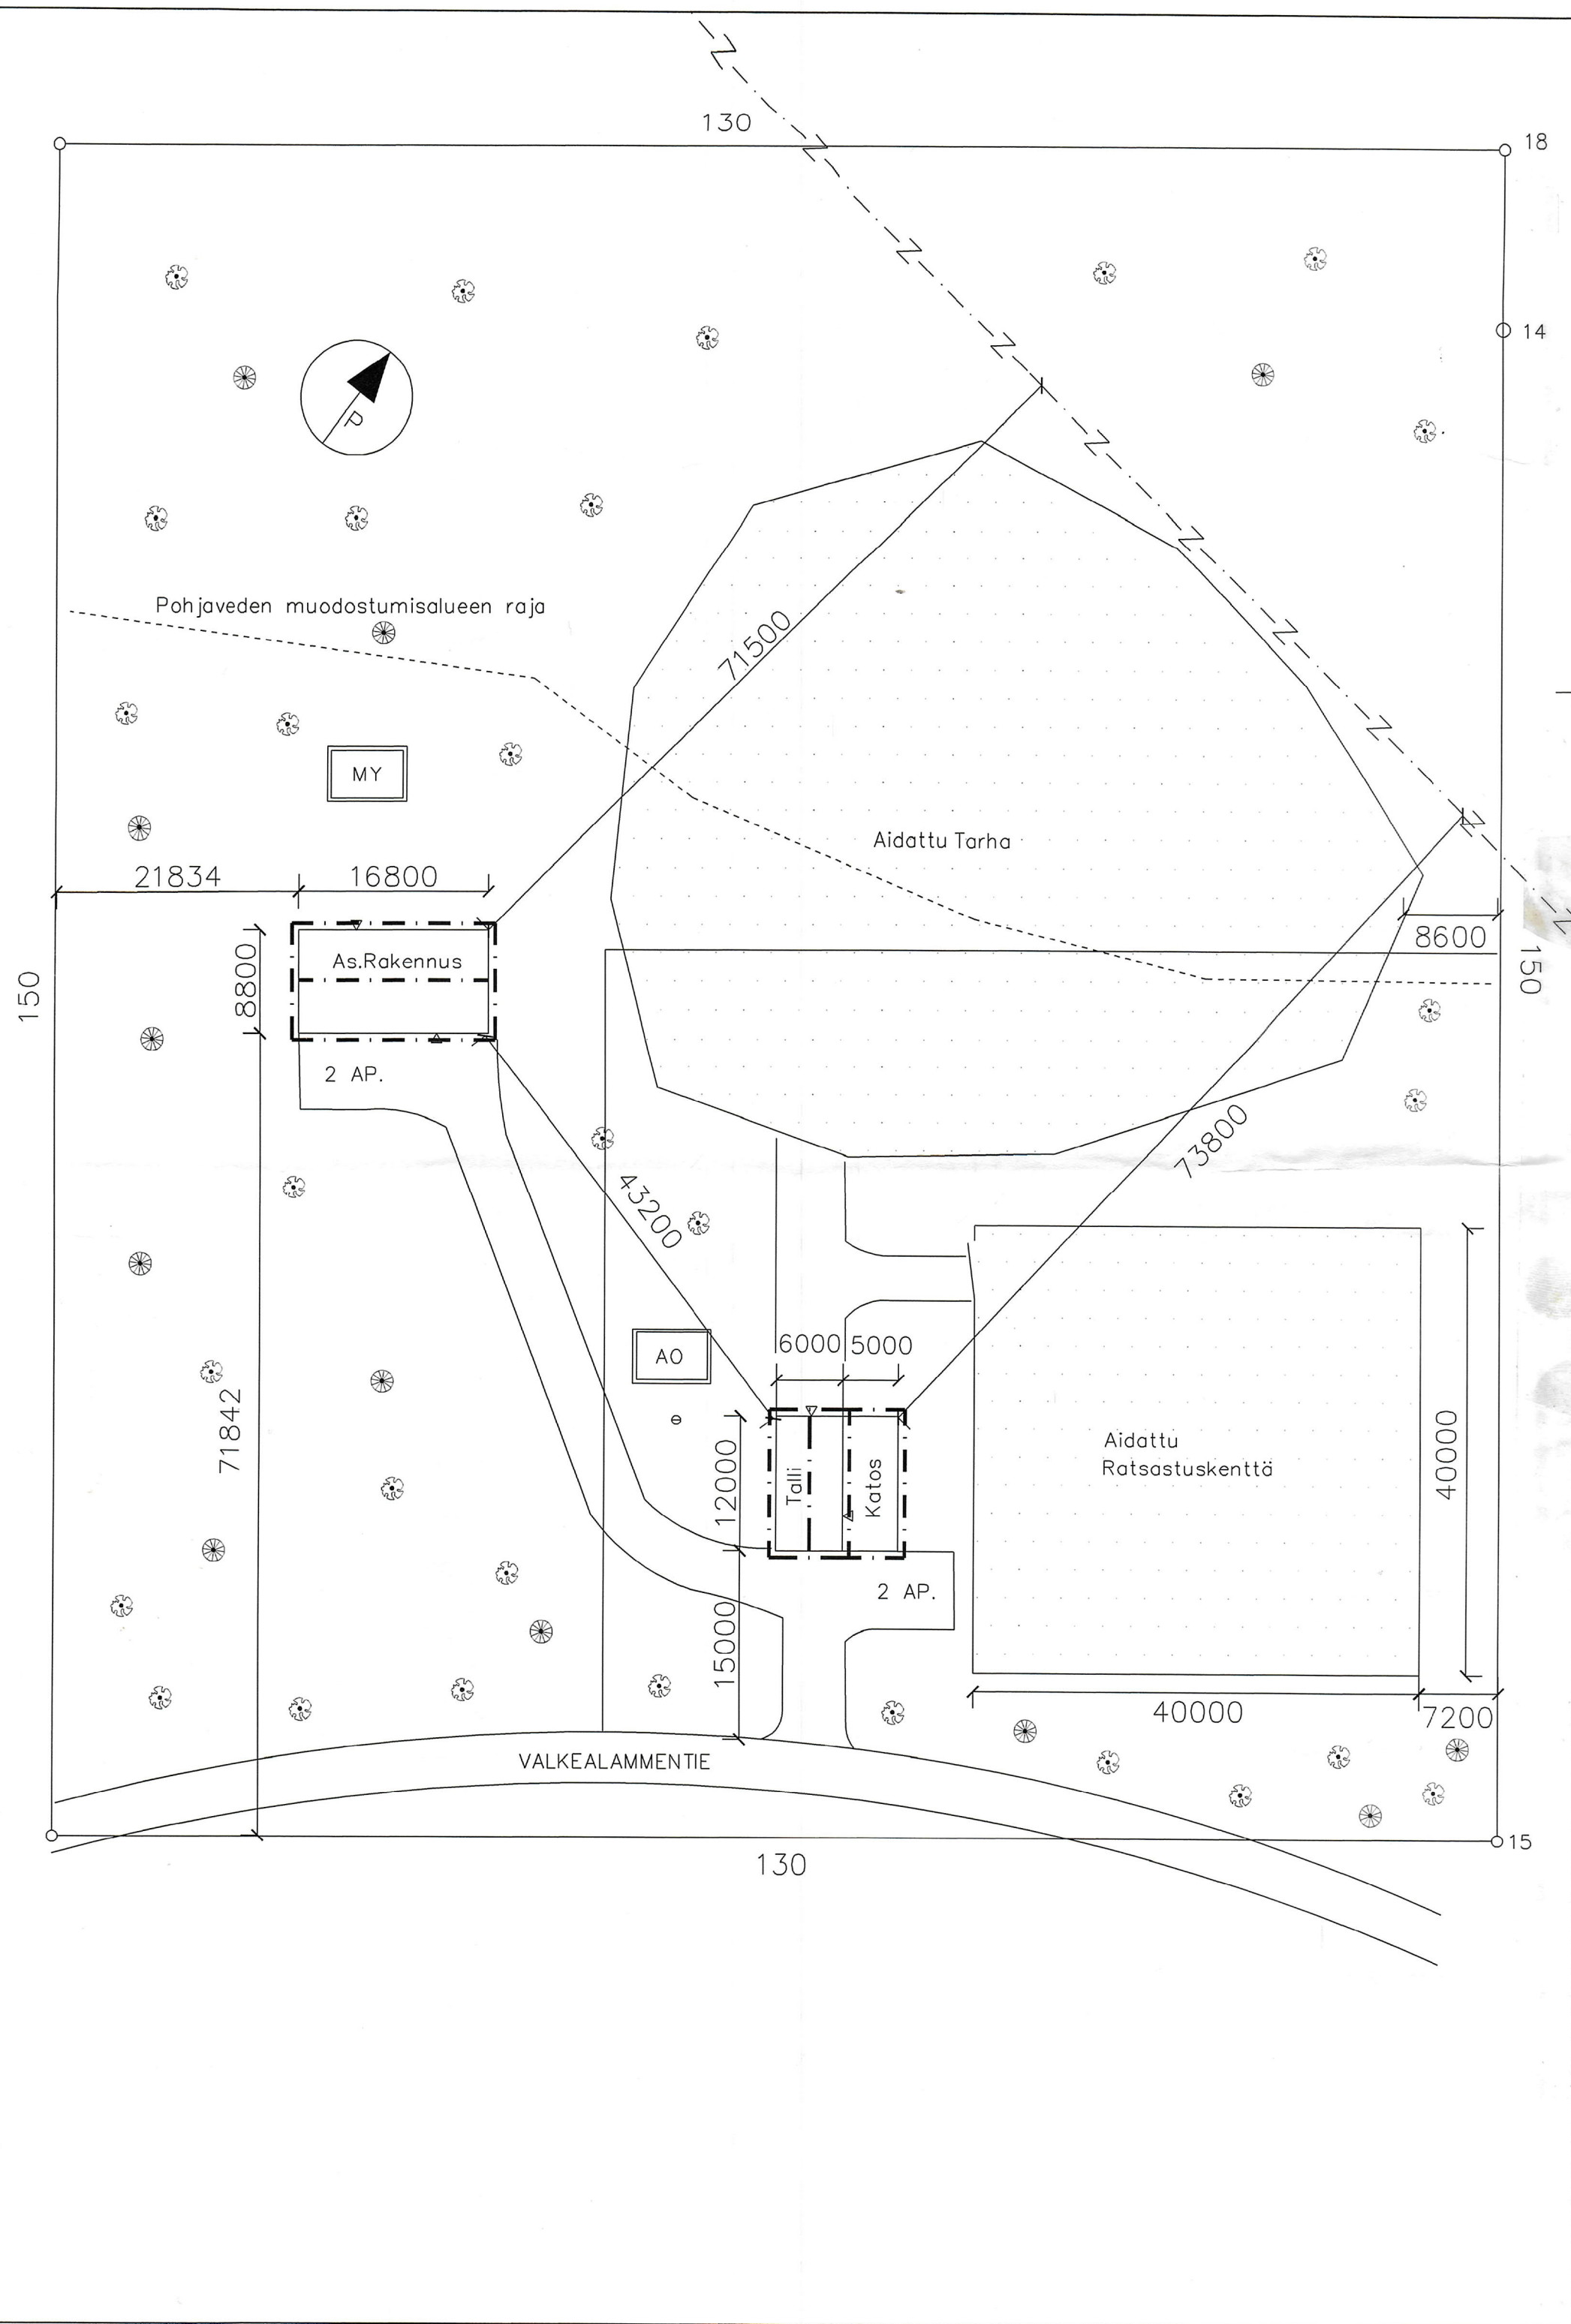 130
18
14
P
Pohjaveden muodostumisalueen raja
71500
MY
Aidattu Tarha
21834
16800
8600
150
8800
As.Rakennus
150
2 AP.
73800
43200
6000
5000
AO
71842
12000
Talli
Katos
Aidattu
Ratsastuskenttä
40000
2 AP.
15000
40000
7200
VALKEALAMMENTIE
15
130